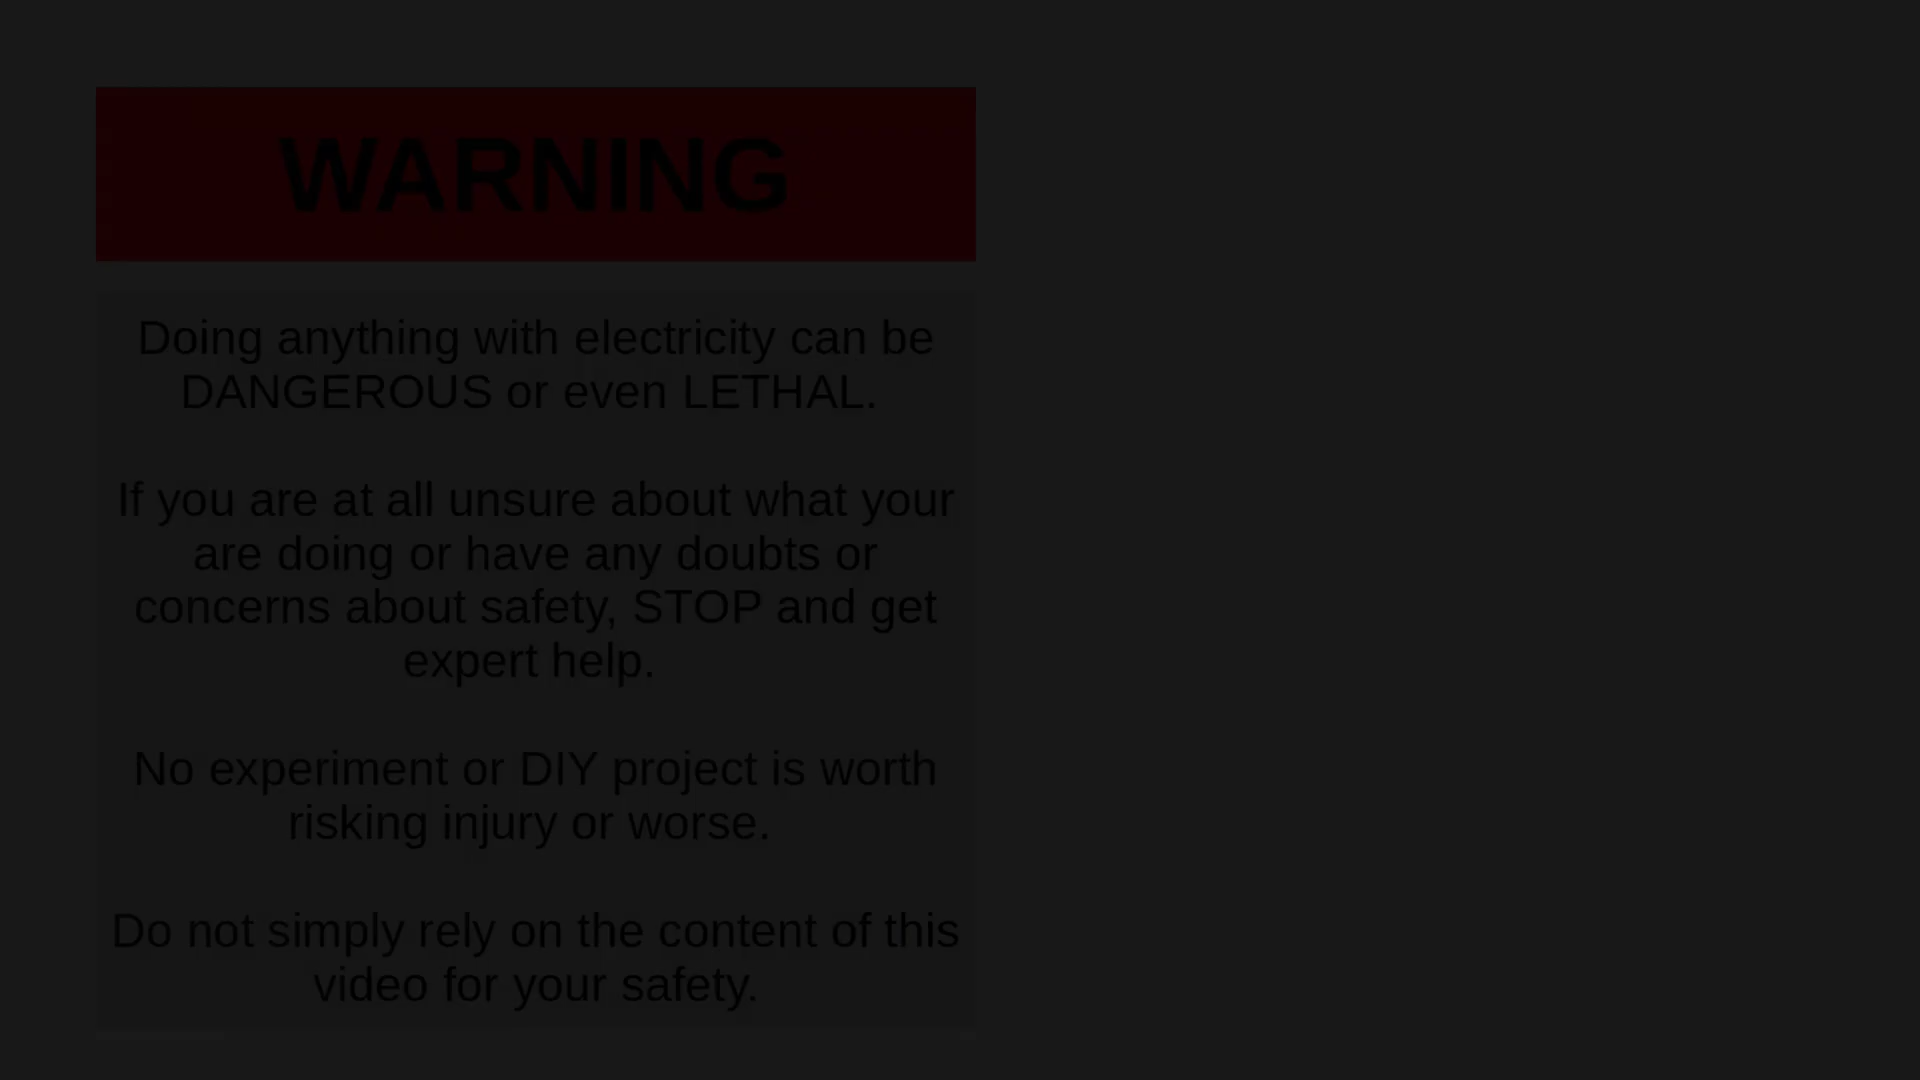 WARNING
Doing anything with electricity can be
DANGEROUS or even LETHAL.
If you are at all unsure about what your
are doing or have any doubts or
concerns about safety, STOP and get
expert help.
No experiment or DIY project is worth
risking injury or worse.
Do not simply rely on the content of this
video for your safety.